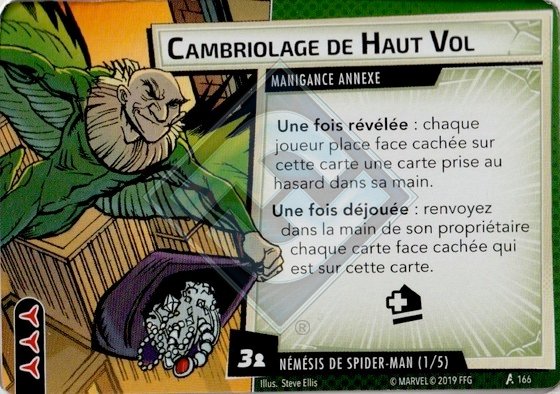 CAMBRIOLAGE DE HAUT VOL
MANIGANCE ANNEXE
Une fois révélée : chaque
joueur place face cachée sur
cette carte une carte prise au
hasard dans sa main.
Une fois déjouée : renvoyez
dans la main de son propriétaire
chaque carte face cachée qui
est sur cette carte.
®
3
NÉMÉSIS DE SPIDER-MAN (1/5)
Illus. Steve Ellis
© MARVEL © 2019 FFG
166